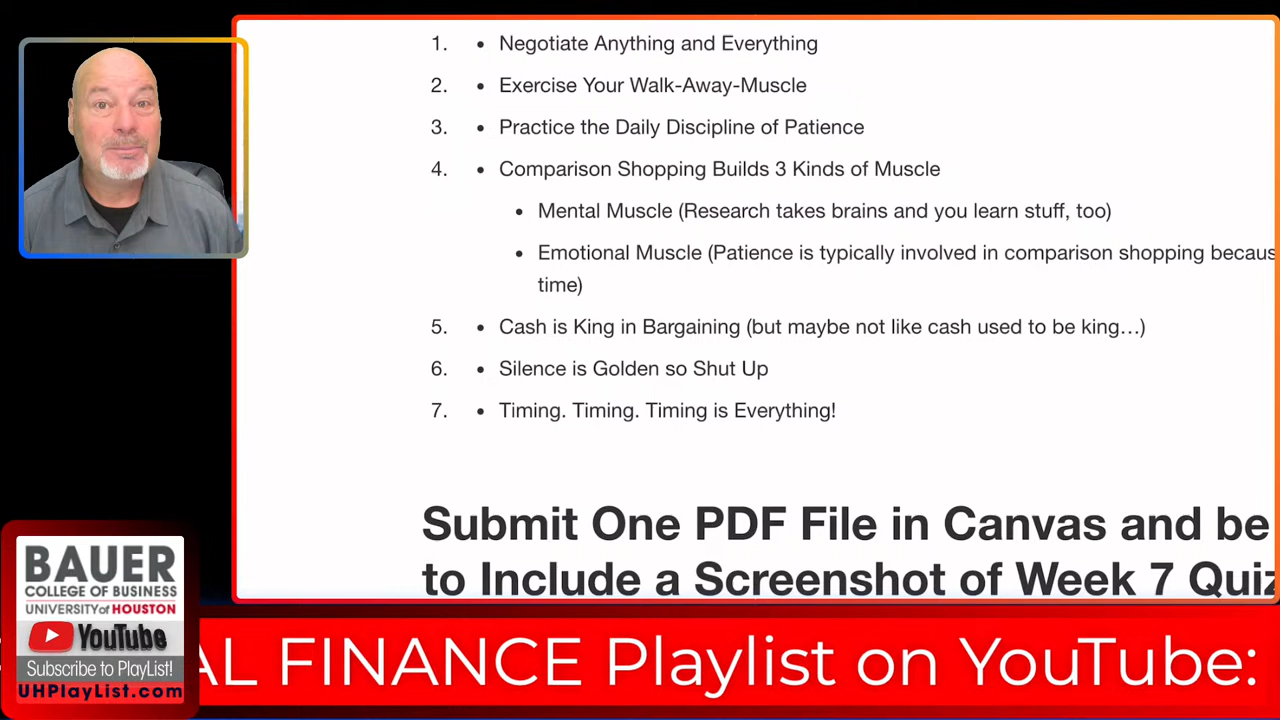 1. • Negotiate Anything and Everything
2. • Exercise Your Walk-Away-Muscle
3. • Practice the Daily Discipline of Patience
4. • Comparison Shopping Builds 3 Kinds of Muscle
• Mental Muscle (Research takes brains and you learn stuff, too)
• Emotional Muscle (Patience is typically involved in comparison shopping becaus
time)
5. • Cash is King in Bargaining (but maybe not like cash used to be king…)
6. • Silence is Golden so Shut Up
7. • Timing. Timing. Timing is Everything!
Submit One PDF File in Canvas and be
to Include a Screenshot of Week 7 Quiz
BAUER
COLLEGE OF BUSINESS
UNIVERSITY of HOUSTON
YouTube
Subscribe to PlayList!
UHPlayList.com
AL FINANCE Playlist on YouTube: